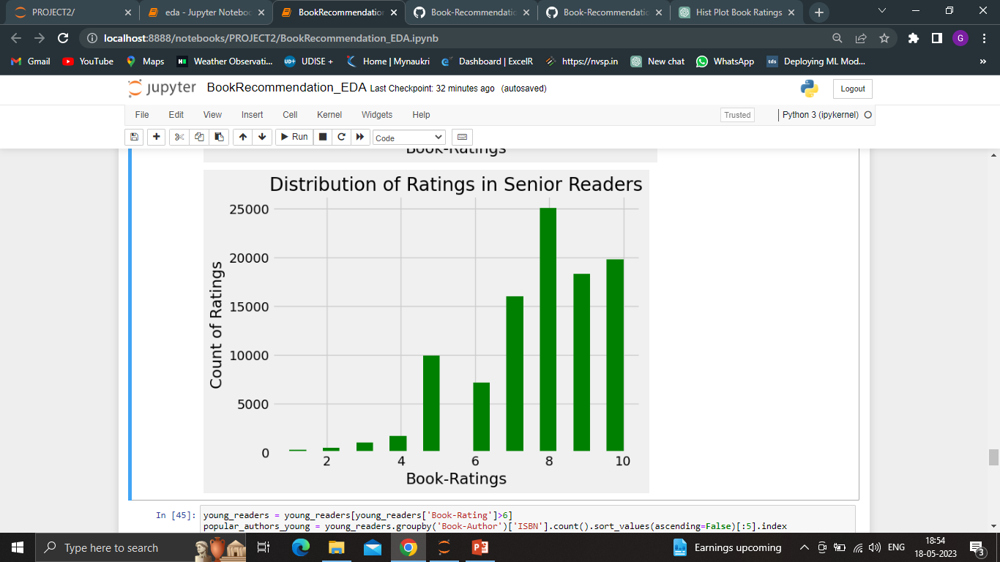 PROJECT2/
eda - Jupyter Noteboo
BookRecommendation
Book-Recommendatio
Book-Recommendatio
Hist Plot Book Ratings
localhost:8888/notebooks/PROJECT2/BookRecommendation_EDA.ipynb
G
Gmail
YouTube
Maps
Weather Observati...
UDISE +
Home | Mynaukri
Dashboard | ExcelR
https://nvsp.in
New chat
WhatsApp
tds
Deploying ML Mod...
»
jupyter BookRecommendation_EDA Last Checkpoint: 32 minutes ago (autosaved)
Logout
File Edit View Insert Cell Kernel Widgets Help
Trusted
Python 3 (ipykernel)
Run
Code
Book-Ratings
Distribution of Ratings in Senior Readers
25000
20000
15000
10000
5000
0
Count of Ratings
2 4 6 8 10
Book-Ratings
In [45]: young_readers = young_readers[young_readers['Book-Rating']>6]
popular_authors_young = young_readers.groupby('Book-Author')['ISBN'].count().sort_values(ascending=False)[:5].index
Type here to search
Earnings upcoming
ENG
18:54
18-05-2023
3